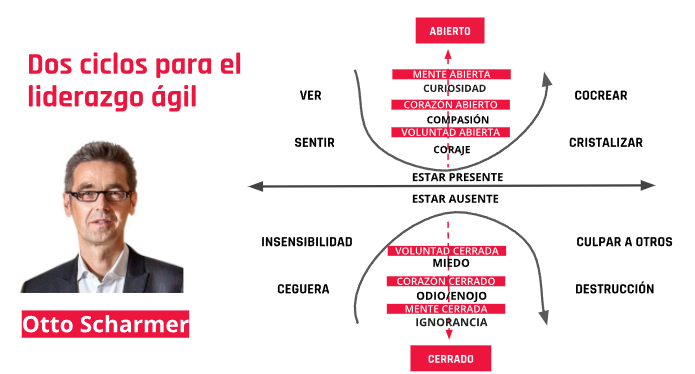 Dos ciclos para el
liderazgo ágil
Otto Scharmer
ABIERTO
MENTE ABIERTA
CURIOSIDAD
CORAZÓN ABIERTO
COMPASIÓN
VOLUNTAD ABIERTA
CORAJE
VER
SENTIR
COCREAR
CRISTALIZAR
ESTAR PRESENTE
ESTAR AUSENTE
INSENSIBILIDAD
CEGUERA
VOLUNTAD CERRADA
MIEDO
CORAZÓN CERRADO
ODIO/ENOJO
MENTE CERRADA
IGNORANCIA
CULPAR A OTROS
DESTRUCCIÓN
CERRADO